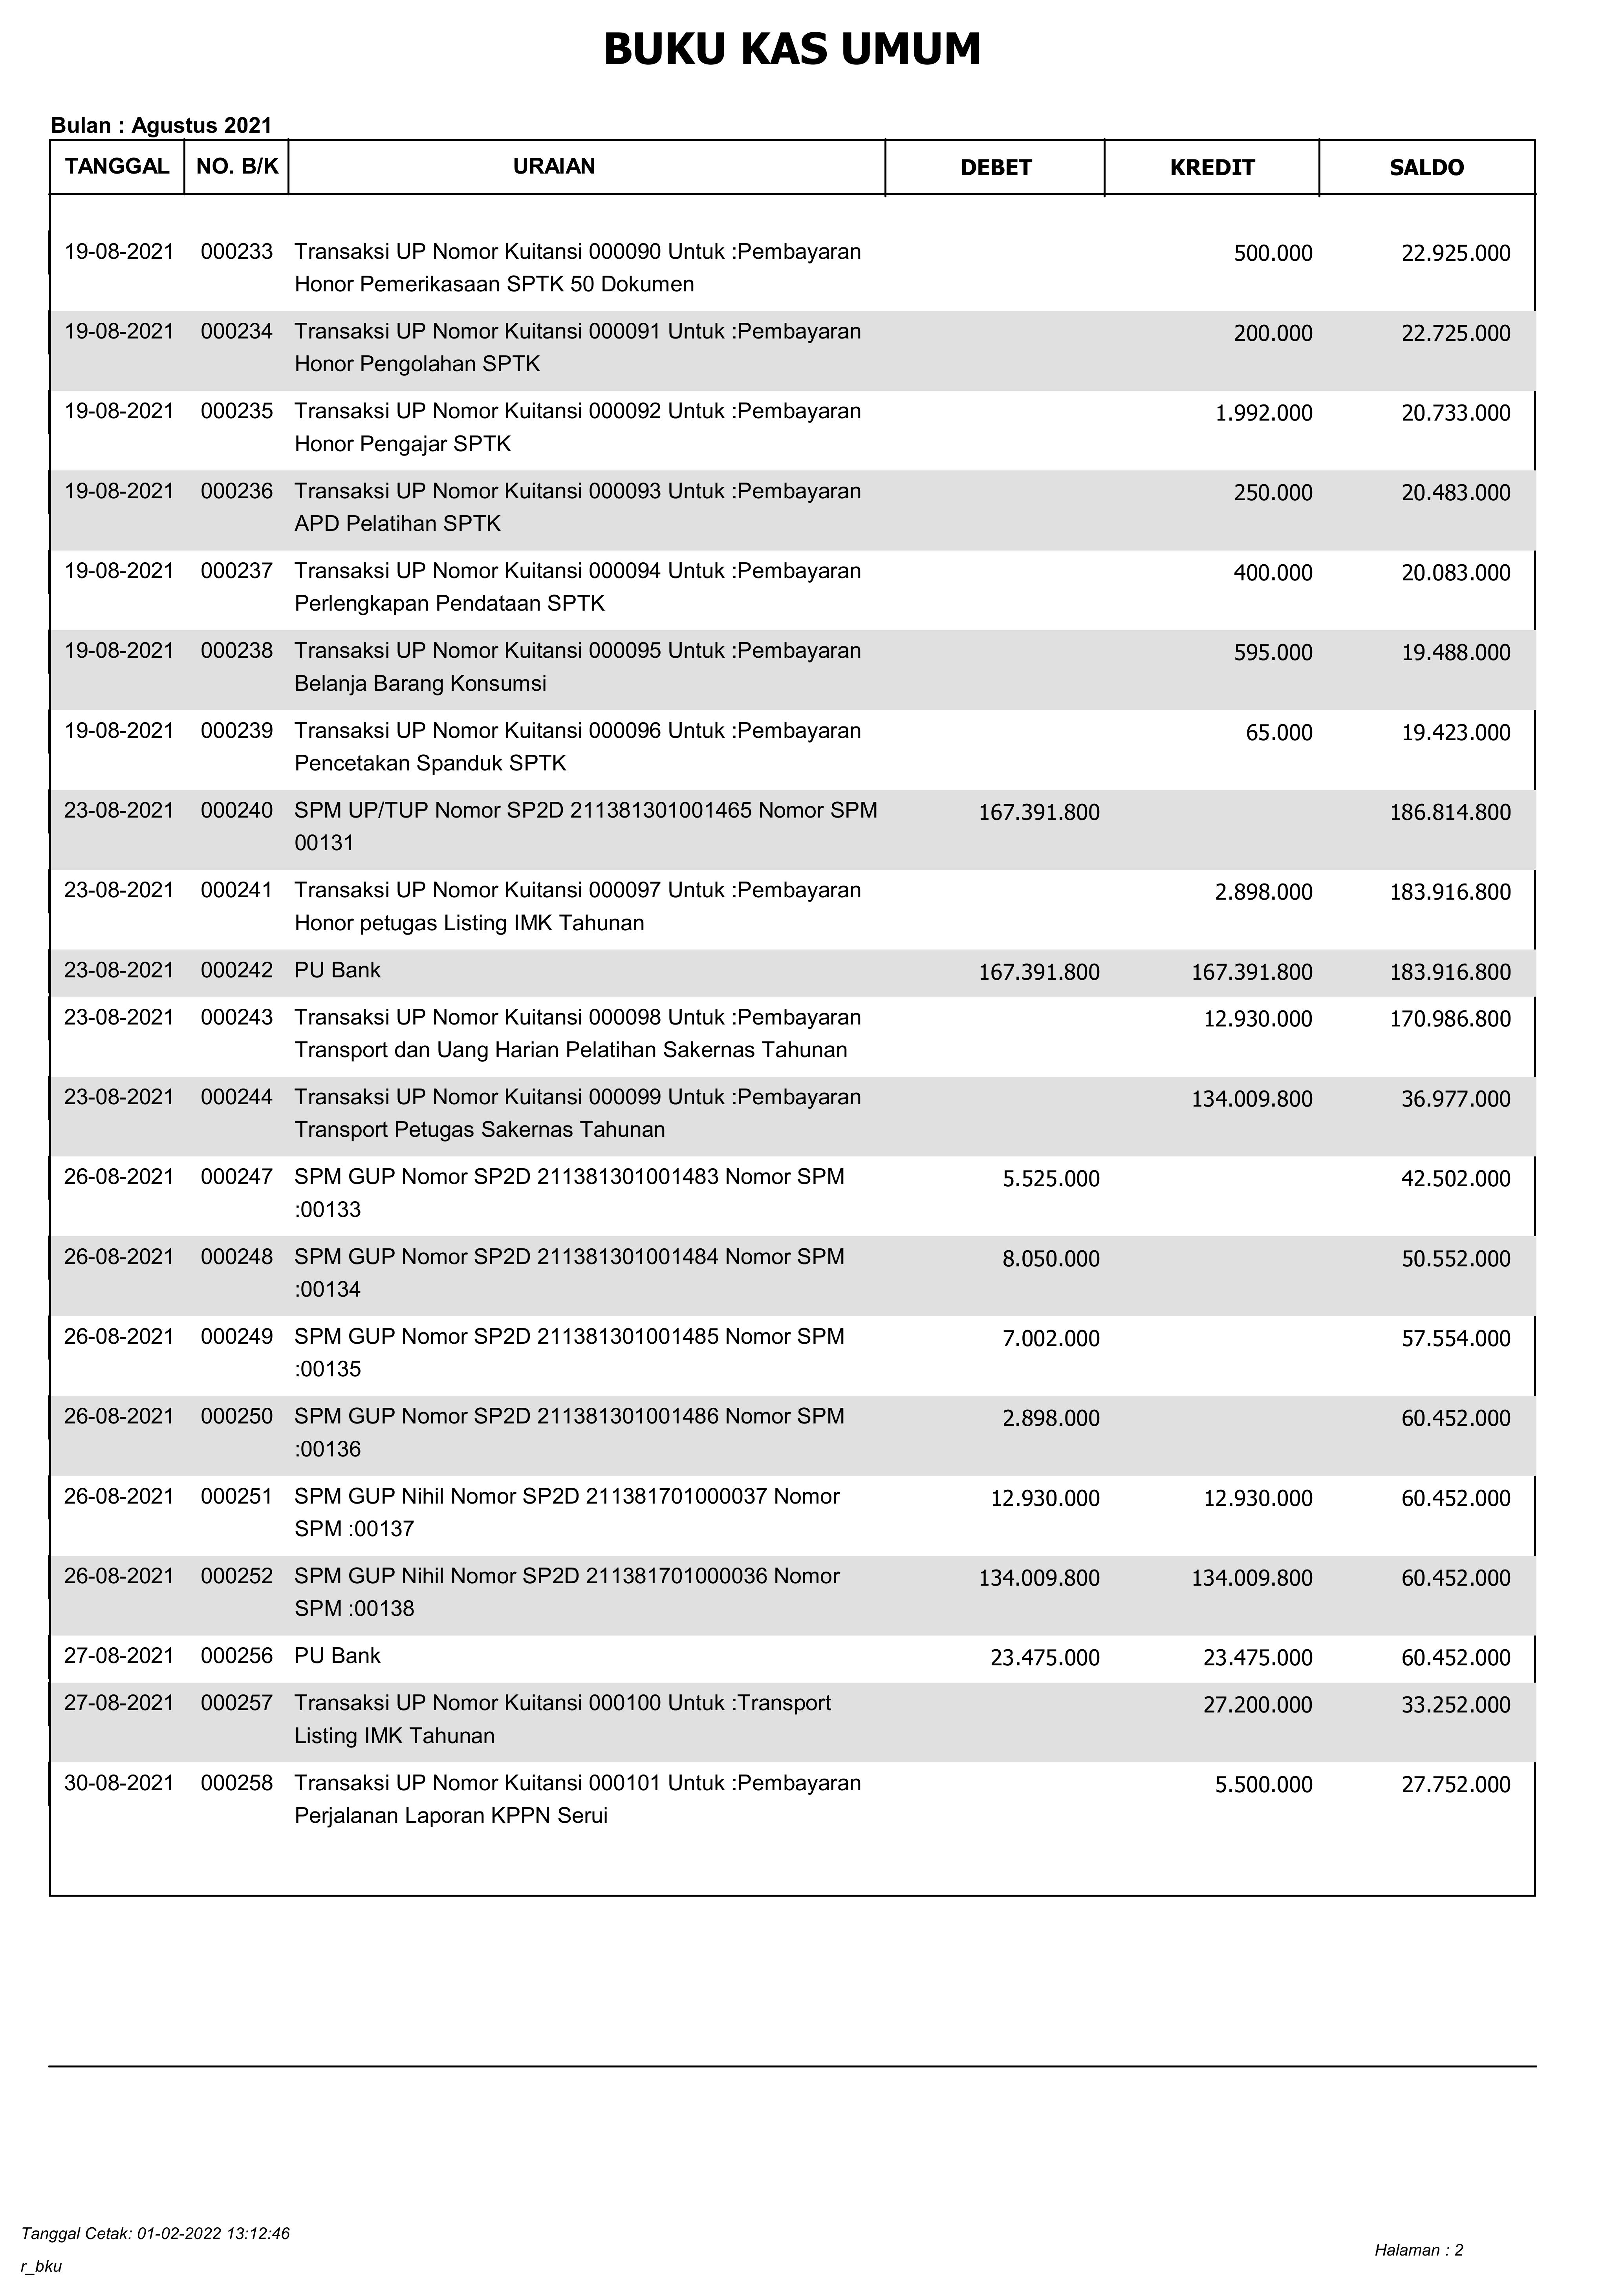 BUKU KAS UMUM
Bulan : Agustus 2021
TANGGAL NO. B/K URAIAN DEBET KREDIT SALDO
19-08-2021 000233 Transaksi UP Nomor Kuitansi 000090 Untuk :Pembayaran 500.000 22.925.000
Honor Pemerikasaan SPTK 50 Dokumen
19-08-2021 000234 Transaksi UP Nomor Kuitansi 000091 Untuk :Pembayaran 200.000 22.725.000
Honor Pengolahan SPTK
19-08-2021 000235 Transaksi UP Nomor Kuitansi 000092 Untuk :Pembayaran 1.992.000 20.733.000
Honor Pengajar SPTK
19-08-2021 000236 Transaksi UP Nomor Kuitansi 000093 Untuk :Pembayaran 250.000 20.483.000
APD Pelatihan SPTK
19-08-2021 000237 Transaksi UP Nomor Kuitansi 000094 Untuk :Pembayaran 400.000 20.083.000
Perlengkapan Pendataan SPTK
19-08-2021 000238 Transaksi UP Nomor Kuitansi 000095 Untuk :Pembayaran 595.000 19.488.000
Belanja Barang Konsumsi
19-08-2021 000239 Transaksi UP Nomor Kuitansi 000096 Untuk :Pembayaran 65.000 19.423.000
Pencetakan Spanduk SPTK
23-08-2021 000240 SPM UP/TUP Nomor SP2D 211381301001465 Nomor SPM 167.391.800 186.814.800
00131
23-08-2021 000241 Transaksi UP Nomor Kuitansi 000097 Untuk :Pembayaran 2.898.000 183.916.800
Honor petugas Listing IMK Tahunan
23-08-2021 000242 PU Bank 167.391.800 167.391.800 183.916.800
23-08-2021 000243 Transaksi UP Nomor Kuitansi 000098 Untuk :Pembayaran 12.930.000 170.986.800
Transport dan Uang Harian Pelatihan Sakernas Tahunan
23-08-2021 000244 Transaksi UP Nomor Kuitansi 000099 Untuk :Pembayaran 134.009.800 36.977.000
Transport Petugas Sakernas Tahunan
26-08-2021 000247 SPM GUP Nomor SP2D 211381301001483 Nomor SPM 5.525.000 42.502.000
:00133
26-08-2021 000248 SPM GUP Nomor SP2D 211381301001484 Nomor SPM 8.050.000 50.552.000
:00134
26-08-2021 000249 SPM GUP Nomor SP2D 211381301001485 Nomor SPM 7.002.000 57.554.000
:00135
26-08-2021 000250 SPM GUP Nomor SP2D 211381301001486 Nomor SPM 2.898.000 60.452.000
:00136
26-08-2021 000251 SPM GUP Nihil Nomor SP2D 211381701000037 Nomor 12.930.000 12.930.000 60.452.000
SPM :00137
26-08-2021 000252 SPM GUP Nihil Nomor SP2D 211381701000036 Nomor 134.009.800 134.009.800 60.452.000
SPM :00138
27-08-2021 000256 PU Bank 23.475.000 23.475.000 60.452.000
27-08-2021 000257 Transaksi UP Nomor Kuitansi 000100 Untuk :Transport 27.200.000 33.252.000
Listing IMK Tahunan
30-08-2021 000258 Transaksi UP Nomor Kuitansi 000101 Untuk :Pembayaran 5.500.000 27.752.000
Perjalanan Laporan KPPN Serui
Tanggal Cetak: 01-02-2022 13:12:46
Halaman : 2
r_bku